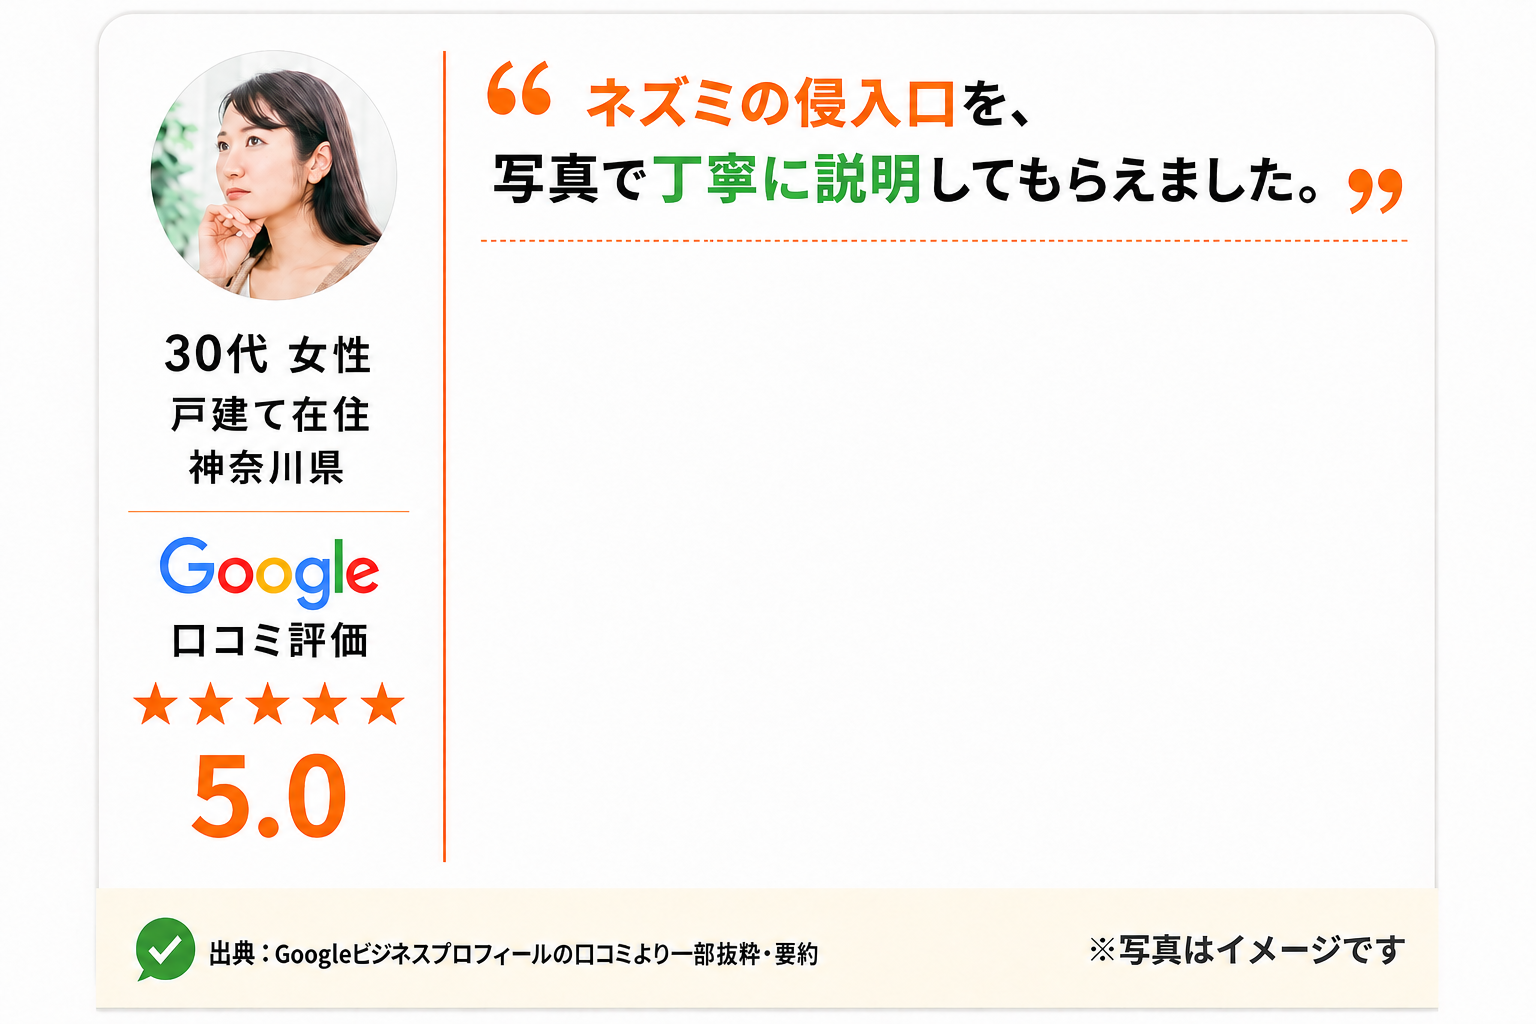 30代 女性
戸建て在住
神奈川県
Google
口コミ評価
★★★★★
5.0
“ ネズミの侵入口を、
写真で丁寧に説明してもらえました。 ”
出典：Googleビジネスプロフィールの口コミより一部抜粋・要約
※写真はイメージです